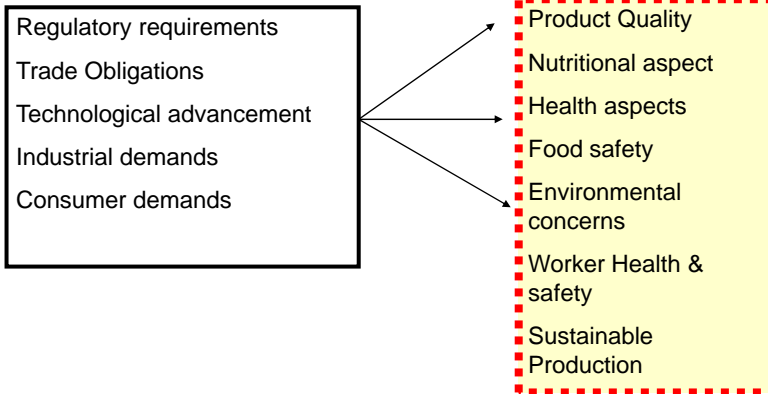 Regulatory requirements
Trade Obligations
Technological advancement
Industrial demands
Consumer demands
Product Quality
Nutritional aspect
Health aspects
Food safety
Environmental
concerns
Worker Health &
safety
Sustainable
Production